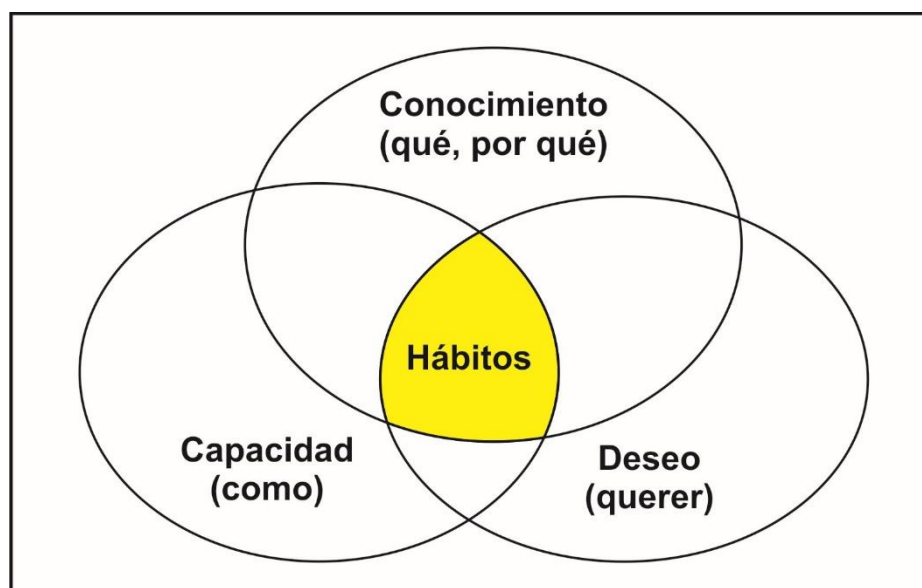 Conocimiento
(qué, por qué)
Hábitos
Capacidad
(como)
Deseo
(querer)